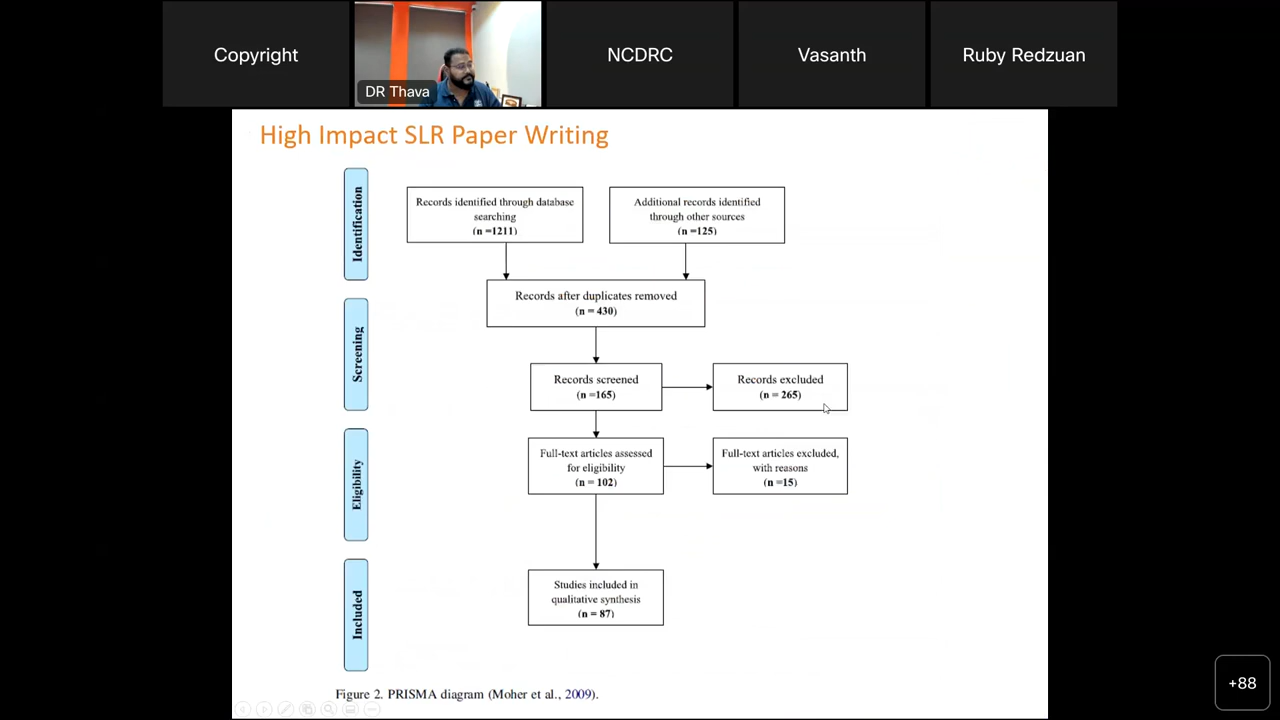 Copyright
DR Thava
NCDRC
Vasanth
Ruby Redzuan
High Impact SLR Paper Writing
Identification
Records identified through database
searching
(n =1211)
Additional records identified
through other sources
(n =125)
Records after duplicates removed
(n = 430)
Screening
Records screened
(n =165)
Records excluded
(n = 265)
Eligibility
Full-text articles assessed
for eligibility
(n = 102)
Full-text articles excluded,
with reasons
(n =15)
Included
Studies included in
qualitative synthesis
(n = 87)
Figure 2. PRISMA diagram (Moher et al., 2009).
+88